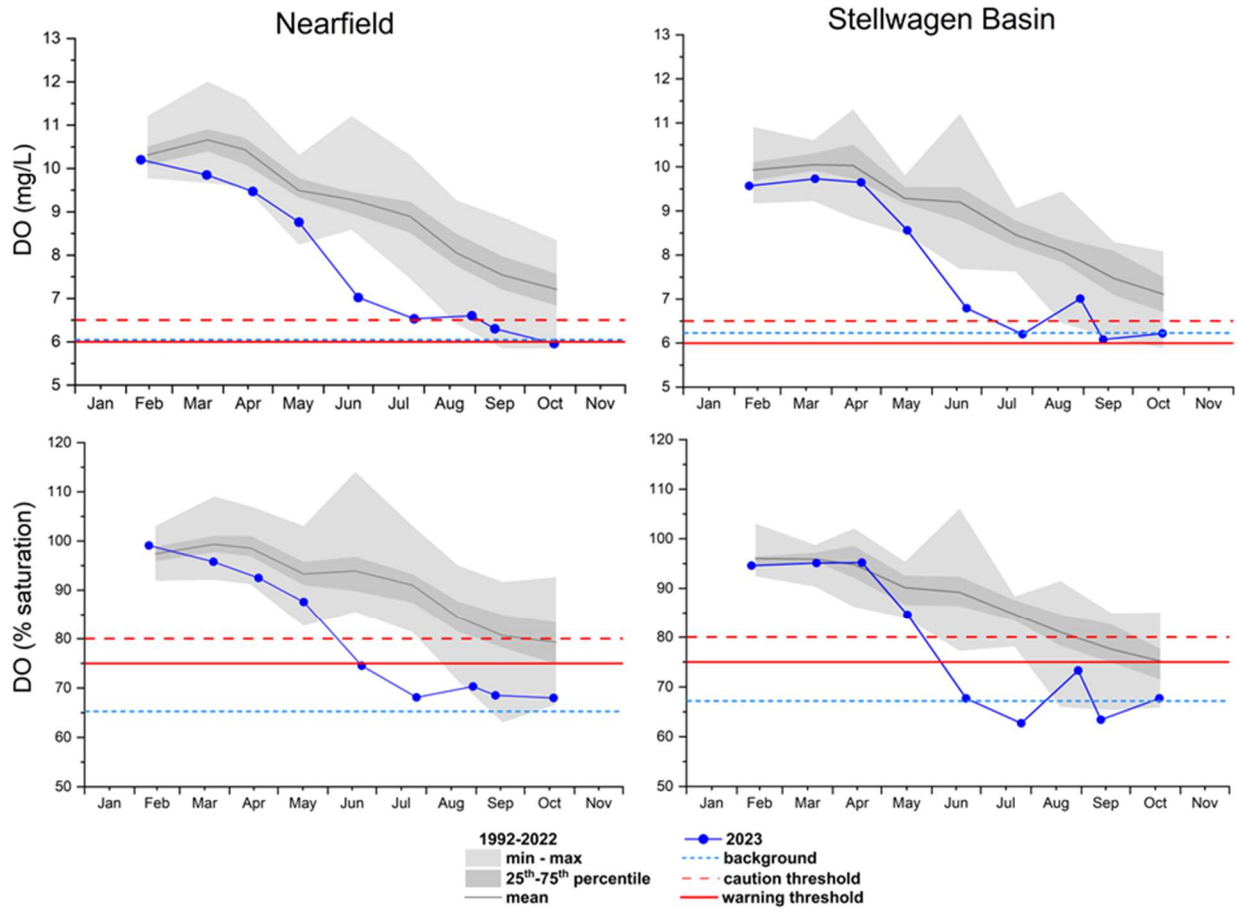 Nearfield
Stellwagen Basin
DO (mg/L)
13
12
11
10
9
8
7
6
5
Jan Feb Mar Apr May Jun Jul Aug Sep Oct Nov
13
12
11
10
9
8
7
6
5
Jan Feb Mar Apr May Jun Jul Aug Sep Oct Nov
DO (% saturation)
120
110
100
90
80
70
60
50
Jan Feb Mar Apr May Jun Jul Aug Sep Oct Nov
120
110
100
90
80
70
60
50
Jan Feb Mar Apr May Jun Jul Aug Sep Oct Nov
1992-2022
min - max
25th-75th percentile
mean
2023
background
caution threshold
warning threshold